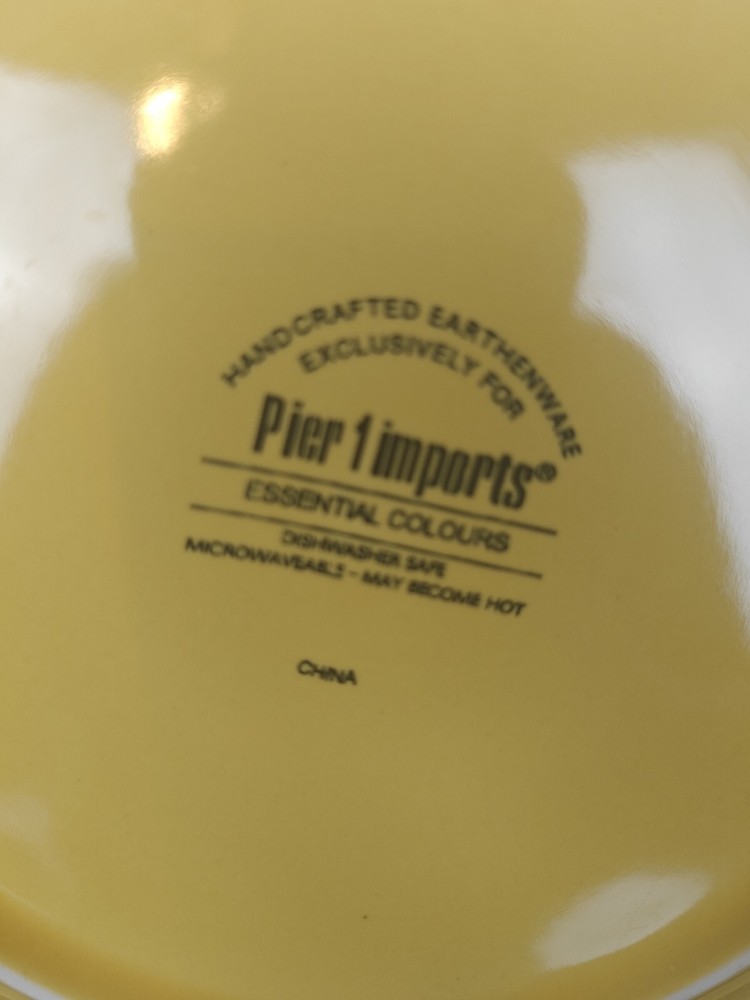 HANDCRAFTED EARTHENWARE
EXCLUSIVELY FOR
Pier 1 imports®
ESSENTIAL COLOURS
DISHWASHER SAFE
MICROWAVEABLE - MAY BECOME HOT
CHINA